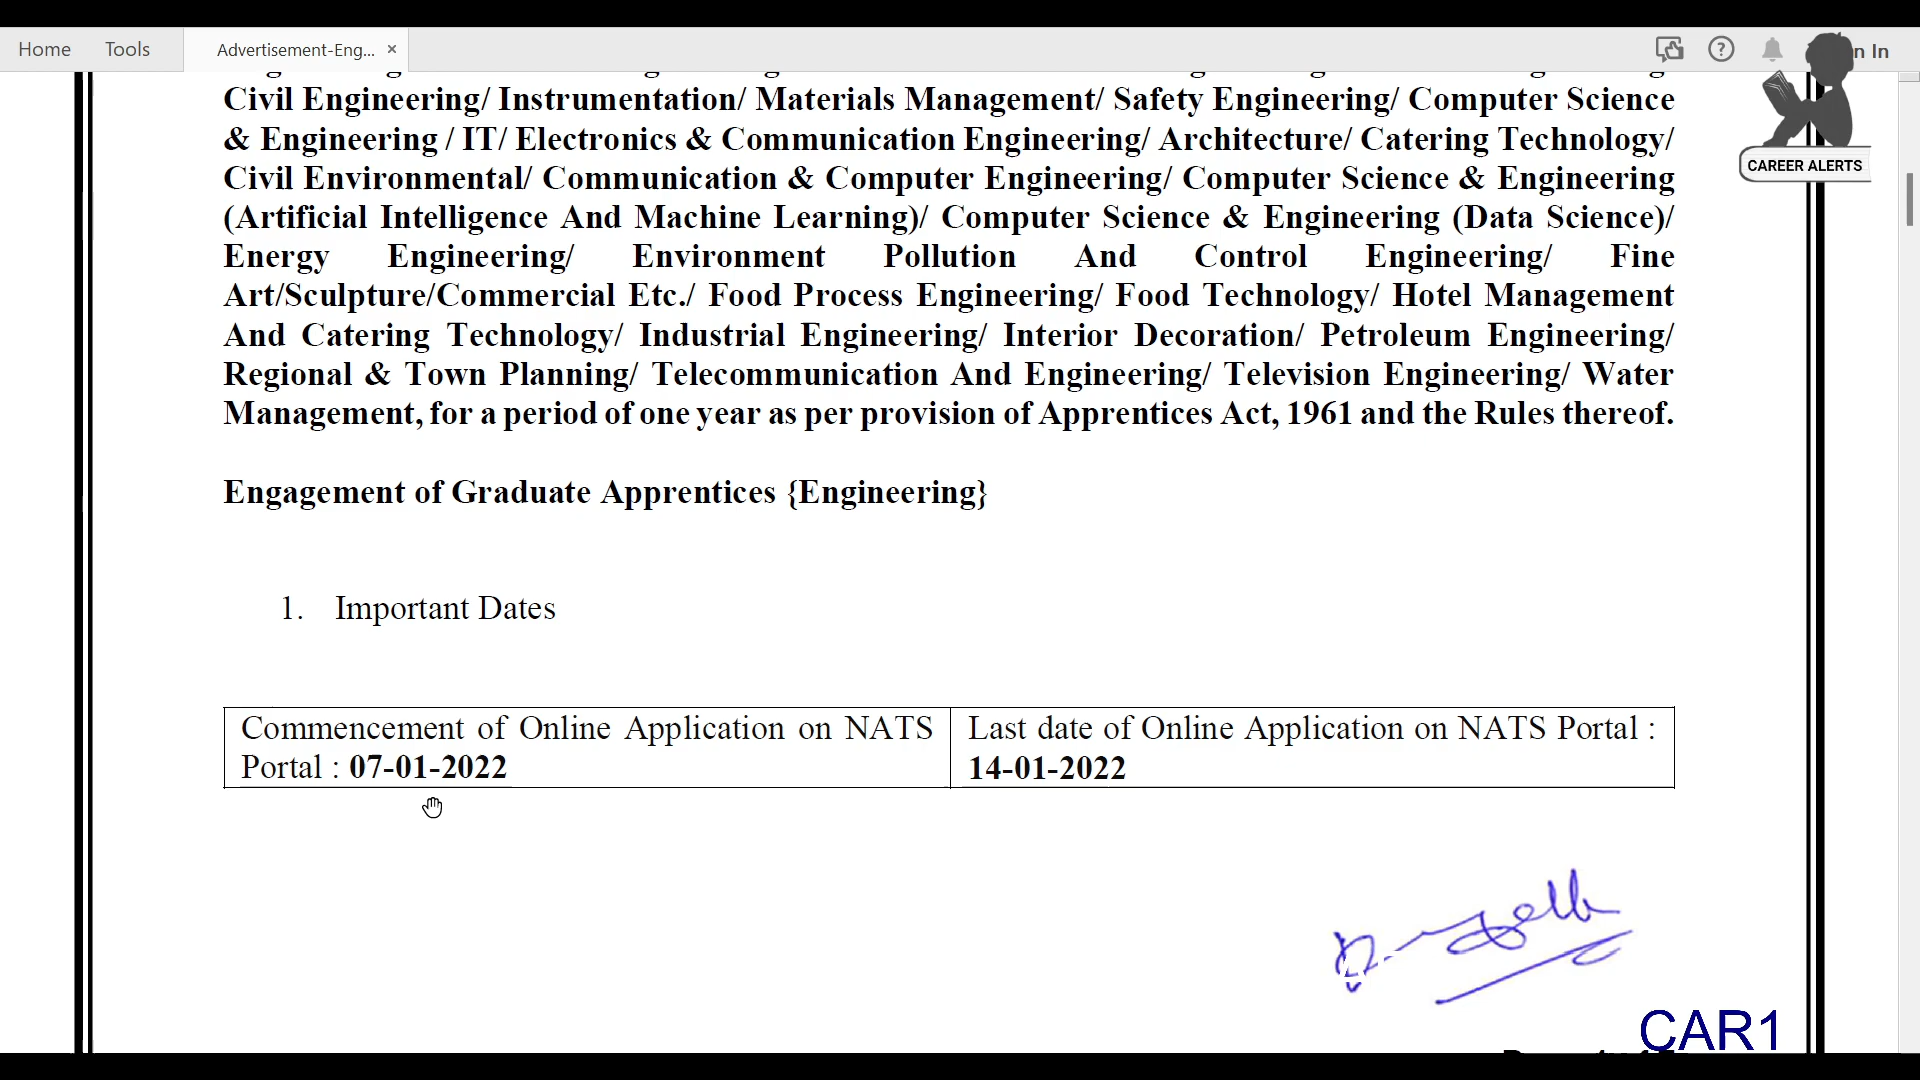 Home Tools Advertisement-Eng... × n In
CAREER ALERTS
Civil Engineering/ Instrumentation/ Materials Management/ Safety Engineering/ Computer Science
& Engineering / IT/ Electronics & Communication Engineering/ Architecture/ Catering Technology/
Civil Environmental/ Communication & Computer Engineering/ Computer Science & Engineering
(Artificial Intelligence And Machine Learning)/ Computer Science & Engineering (Data Science)/
Energy Engineering/ Environment Pollution And Control Engineering/ Fine
Art/Sculpture/Commercial Etc./ Food Process Engineering/ Food Technology/ Hotel Management
And Catering Technology/ Industrial Engineering/ Interior Decoration/ Petroleum Engineering/
Regional & Town Planning/ Telecommunication And Engineering/ Television Engineering/ Water
Management, for a period of one year as per provision of Apprentices Act, 1961 and the Rules thereof.
Engagement of Graduate Apprentices {Engineering}
1. Important Dates
Commencement of Online Application on NATS
Portal : 07-01-2022
Last date of Online Application on NATS Portal :
14-01-2022
CAR1